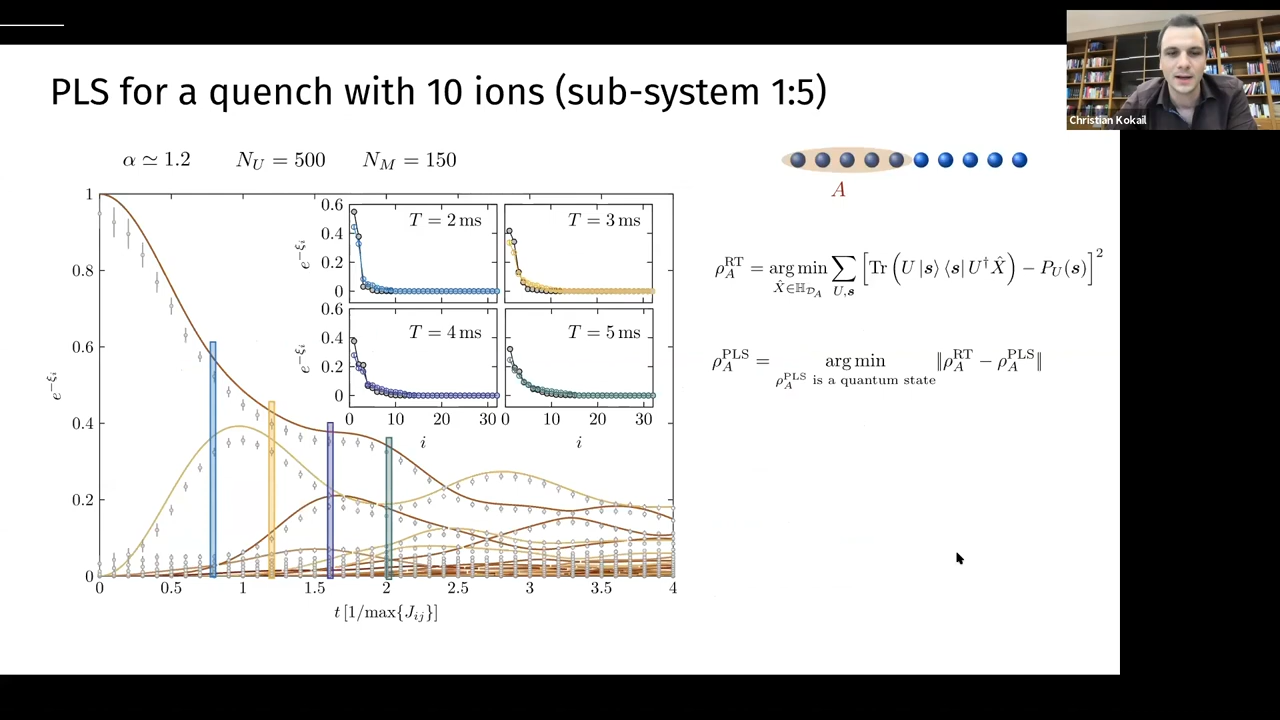 PLS for a quench with 10 ions (sub-system 1:5)
Christian Kokail
α ≃ 1.2 N_U = 500 N_M = 150
A
1
0.8
0.6
0.4
0.2
0
e^{-ξ_i}
0 0.5 1 1.5 2 2.5 3 3.5 4
t [1/max{J_{ij}}]
0.6
0.4
0.2
0
e^{-ξ_i}
T = 2 ms
T = 3 ms
0.6
0.4
0.2
0
e^{-ξ_i}
T = 4 ms
T = 5 ms
0 10 20 30 0 10 20 30
i i
ρ_A^{RT} = arg min_{X̂∈ℍ_{𝒟_A}} ∑_{U,s} [Tr (U |s⟩ ⟨s| U† X̂) − P_U(s)]^2
ρ_A^{PLS} = arg min_{ρ_A^{PLS} is a quantum state} ‖ρ_A^{RT} − ρ_A^{PLS}‖